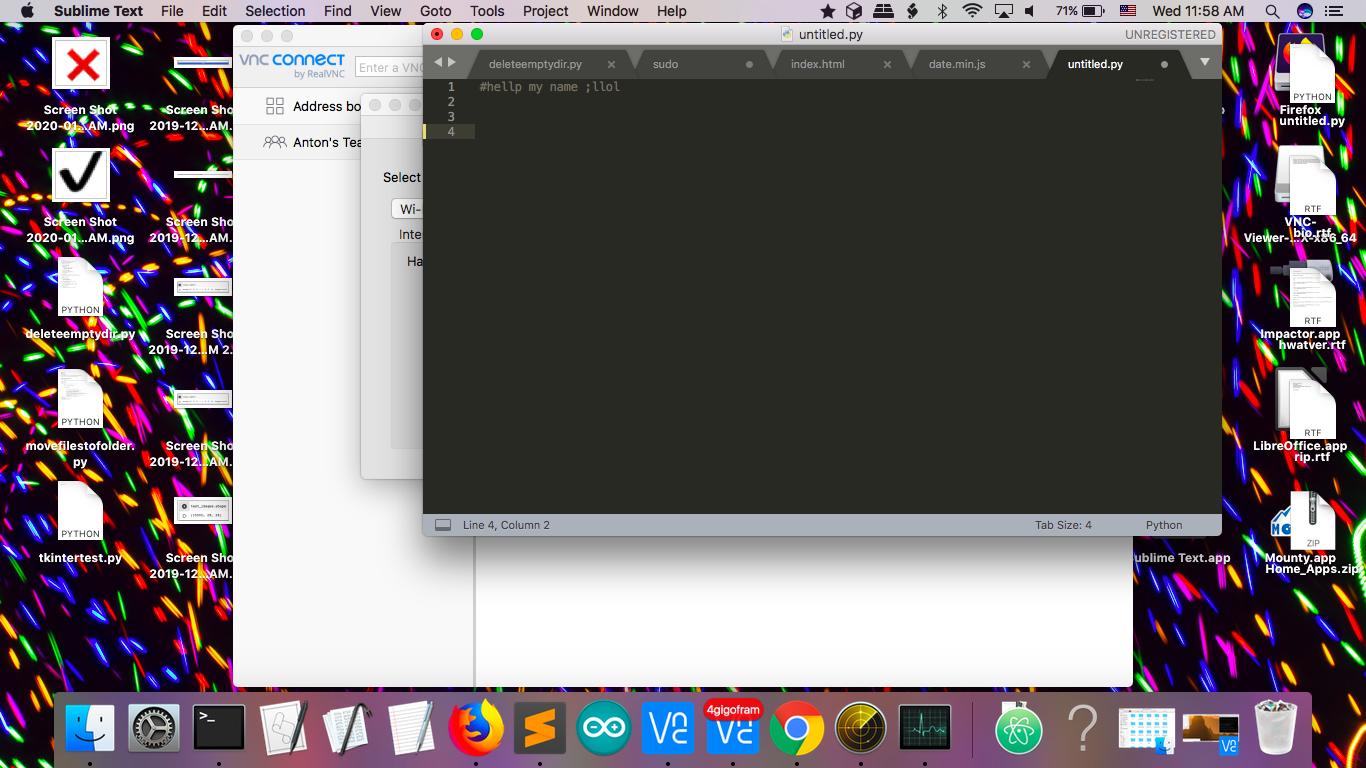 Sublime Text File Edit Selection Find View Goto Tools Project Window Help 71% Wed 11:58 AM
untitled.py UNREGISTERED
deleteemptydir.py sudo index.html date.min.js untitled.py
1 #hellp my name ;llol
2
3
4
Line 4, Column 2 Tab Size: 4 Python
vnc connect
by RealVNC
Enter a VNC
Address bo
Anton's Tea
Select
Wi-
Inte
Ha
Screen Shot
2020-01...AM.png
Screen Shot
2020-01...AM.png
PYTHON
deleteemptydir.py
PYTHON
movefilestofolder.
py
PYTHON
tkintertest.py
Screen Sho
2019-12...AM.
Screen Sho
2019-12...AM.
Screen Sho
2019-12...M 2.
Screen Sho
2019-12...AM.
Screen Sho
2019-12...AM.
PYTHON
Firefox
untitled.py
RTF
VNC-
Viewer-...X-x86_64
bio.rtf
RTF
Impactor.app
hwatver.rtf
RTF
LibreOffice.app
rip.rtf
ZIP
Mounty.app
Home_Apps.zip
ublime Text.app
4gigofram